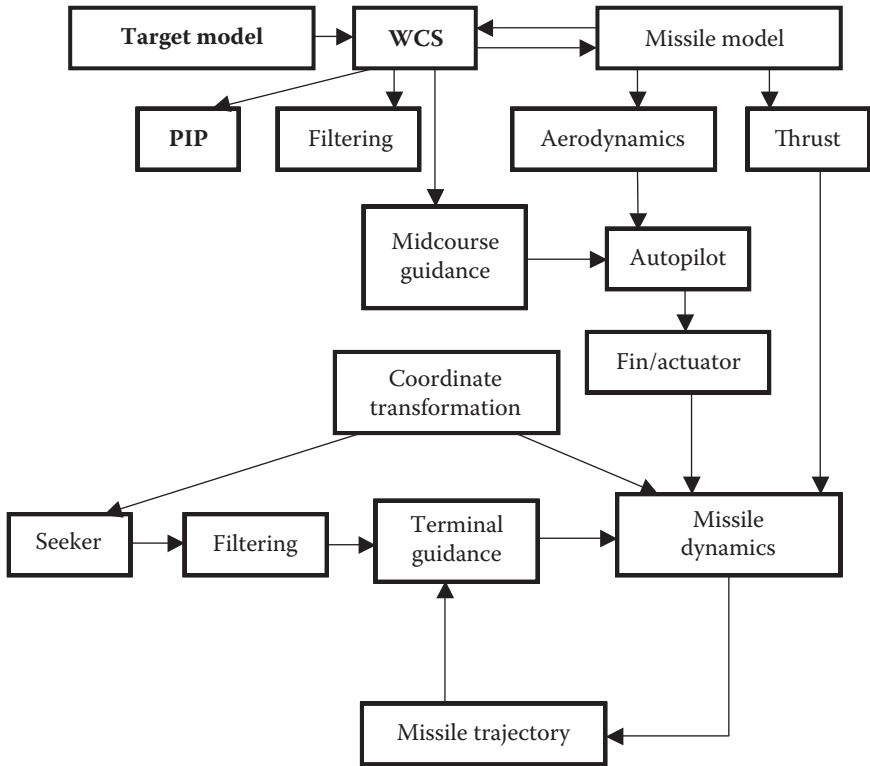 Target model
WCS
Missile model
PIP
Filtering
Aerodynamics
Thrust
Midcourse
guidance
Autopilot
Fin/actuator
Coordinate
transformation
Seeker
Filtering
Terminal
guidance
Missile
dynamics
Missile trajectory